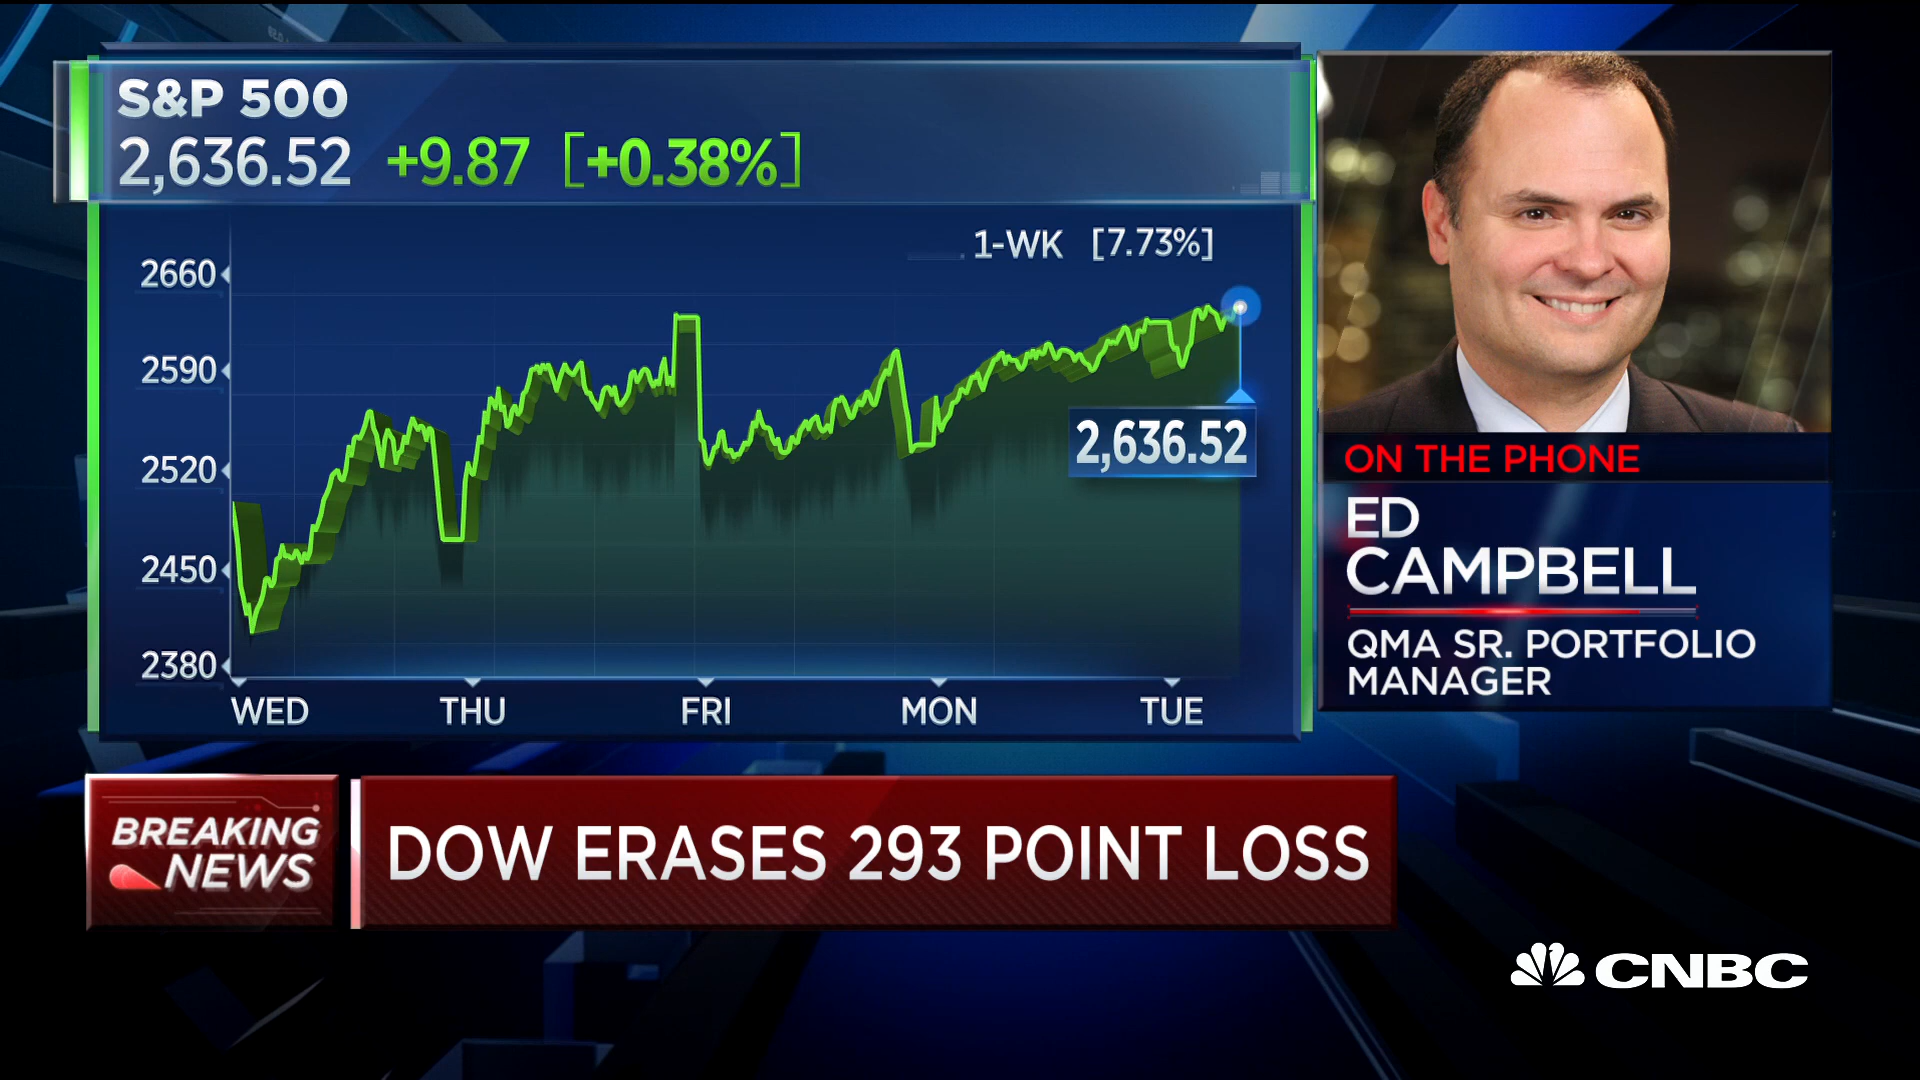 S&P 500
2,636.52 +9.87 [+0.38%]
1-WK [7.73%]
2660
2590
2520
2450
2380
WED THU FRI MON TUE
2,636.52
ON THE PHONE
ED
CAMPBELL
QMA SR. PORTFOLIO
MANAGER
BREAKING
NEWS
DOW ERASES 293 POINT LOSS
CNBC